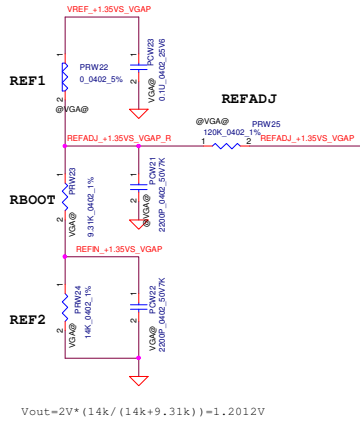 VREF_+1.35VS_VGAP
1
PRW22
0_0402_5%
2
@VGA@
REF1
1
PCW23
0.1U_0402_25V6
2
VGA@
REFADJ
@VGA@
PRW25
120K_0402_1%
1
2
REFADJ_+1.35VS_VGAP_R
REFADJ_+1.35VS_VGAP
RBOOT
1
PRW23
9.31K_0402_1%
2
VGA@
1
PCW21
2200P_0402_50V7K
2
@VGA@
REFIN_+1.35VS_VGAP
REF2
1
PRW24
14K_0402_1%
2
VGA@
1
PCW22
2200P_0402_50V7K
2
VGA@
Vout=2V*(14k/(14k+9.31k))=1.2012V